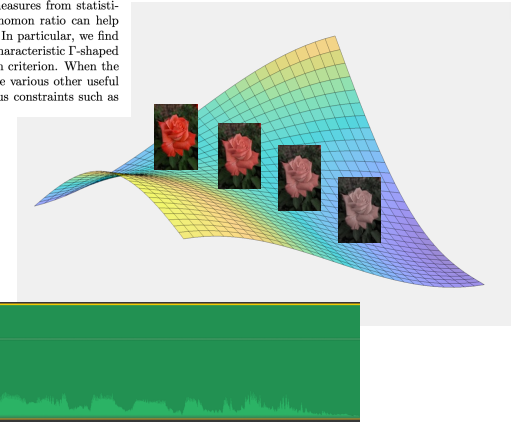 easures from statisti-
nomon ratio can help
In particular, we find
haracteristic Γ-shaped
n criterion. When the
e various other useful
us constraints such as